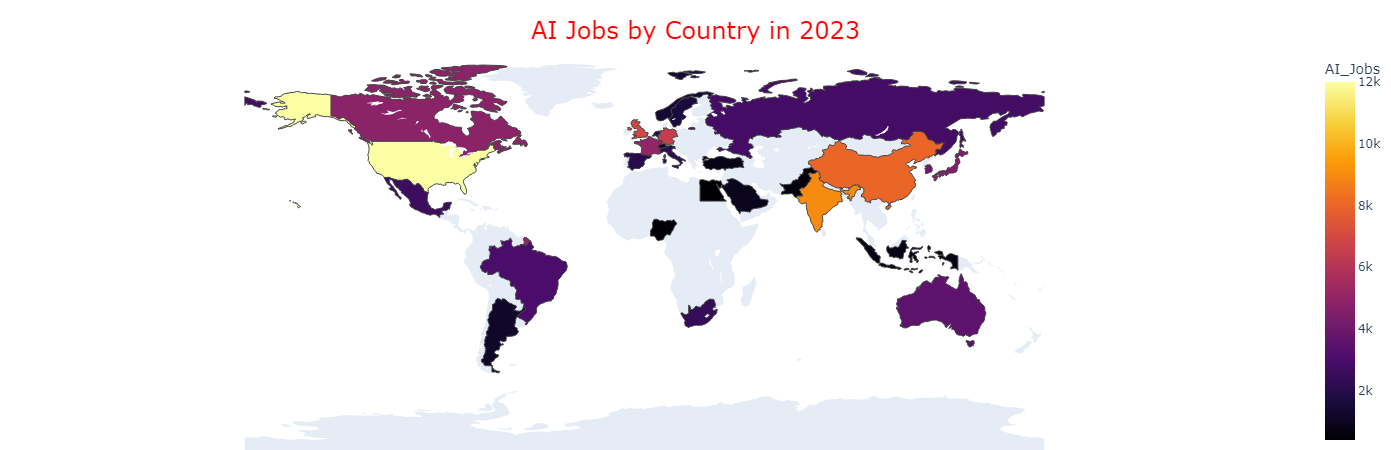 AI Jobs by Country in 2023
AI_Jobs
12k
10k
8k
6k
4k
2k